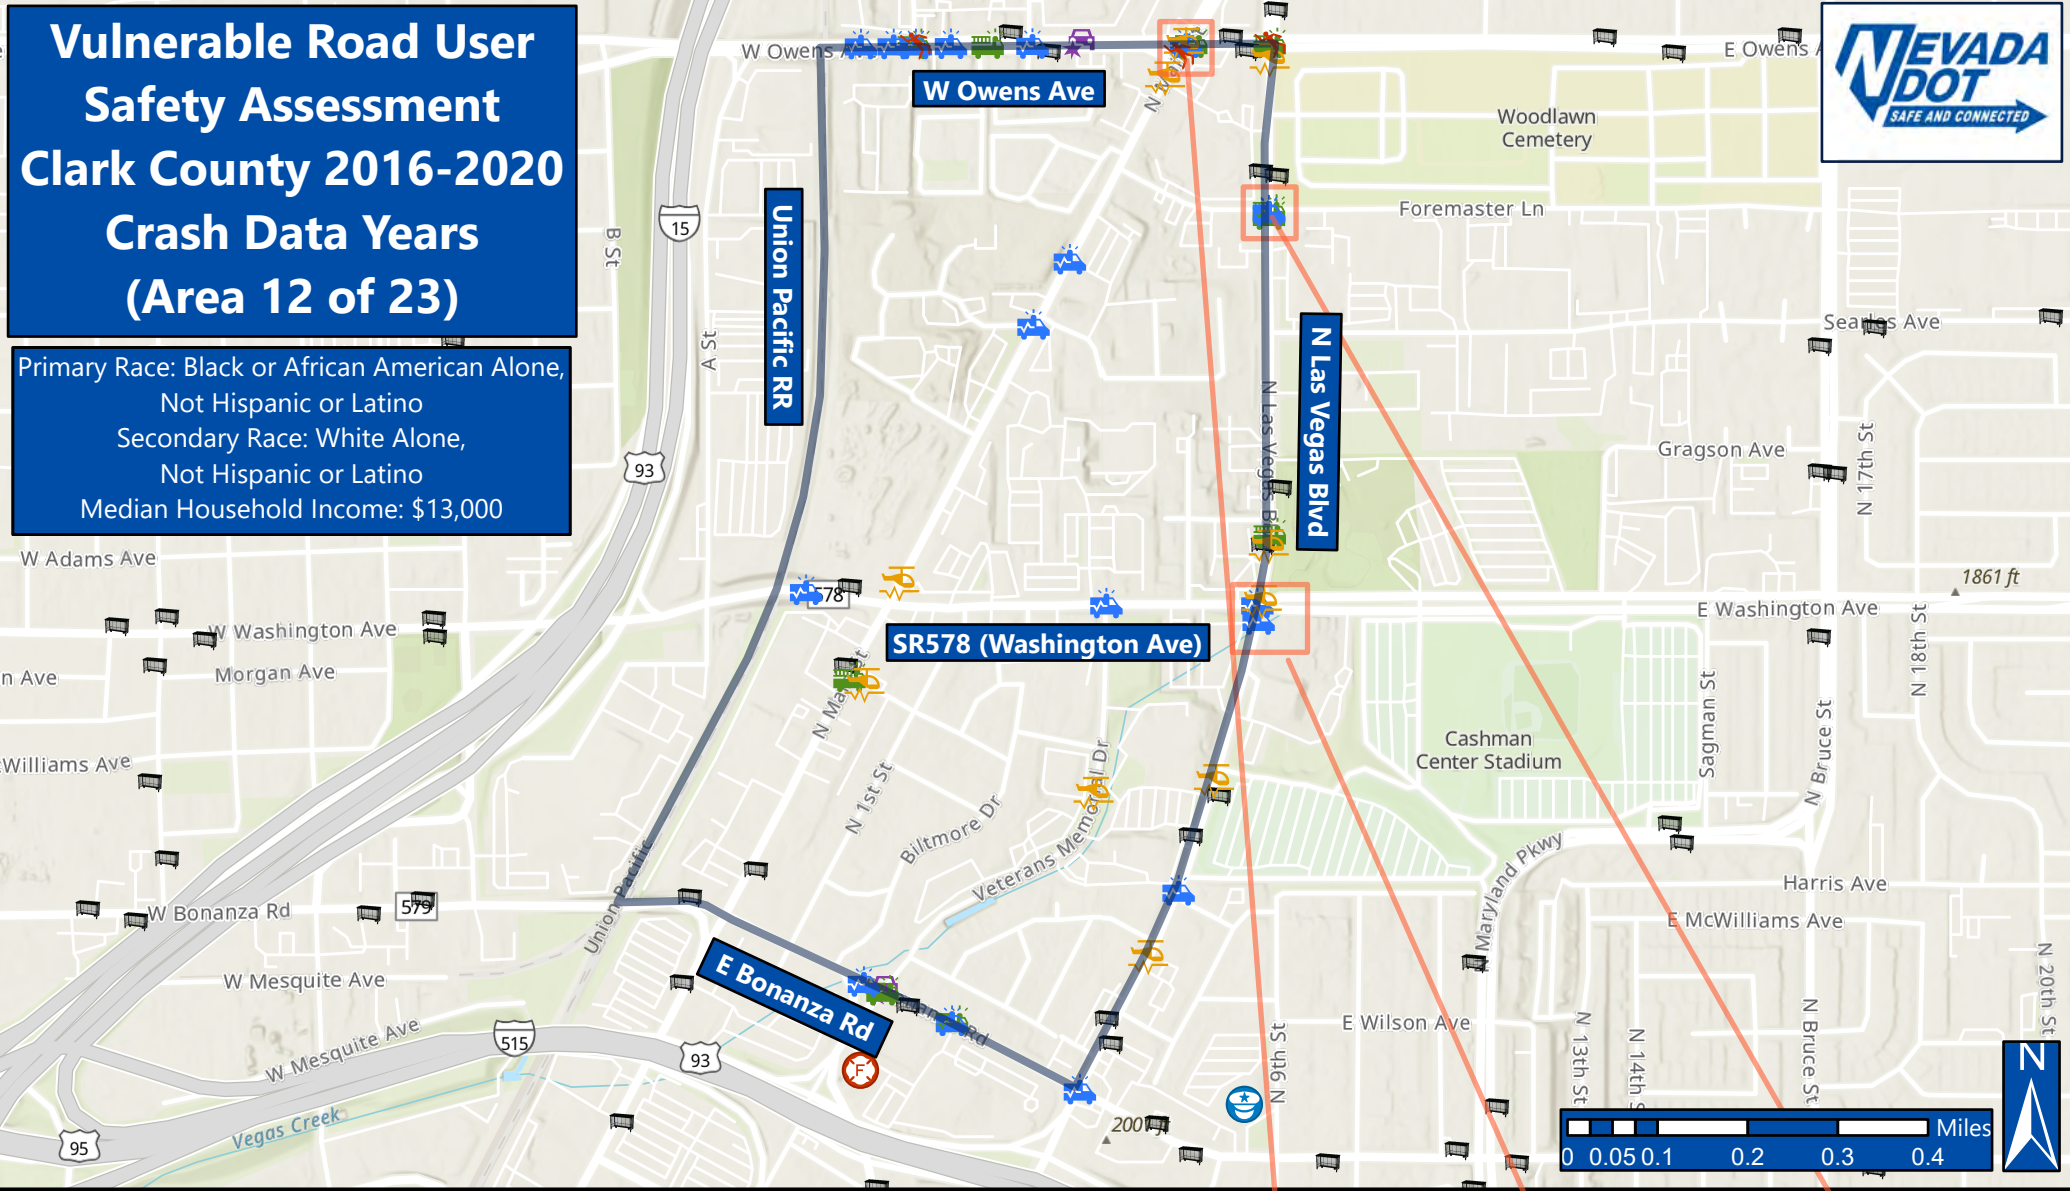 Vulnerable Road User
Safety Assessment
Clark County 2016-2020
Crash Data Years
(Area 12 of 23)
Primary Race: Black or African American Alone,
Not Hispanic or Latino
Secondary Race: White Alone,
Not Hispanic or Latino
Median Household Income: $13,000
NEVADA
DOT
SAFE AND CONNECTED
W Owens
W Owens Ave
E Owens
Woodlawn
Cemetery
Foremaster Ln
B St
15
A St
Union Pacific RR
N Las Vegas Blvd
N Las Vegas
Searles Ave
Gragson Ave
N 17th St
93
W Adams Ave
578
1861 ft
W Washington Ave
E Washington Ave
SR578 (Washington Ave)
Morgan Ave
n Ave
N 18th St
Sagman St
N Bruce St
Cashman
Center Stadium
Williams Ave
N 1st St
Biltmore Dr
Veterans Memorial Dr
Maryland Pkwy
Harris Ave
E McWilliams Ave
579
W Bonanza Rd
Union Pacific
W Mesquite Ave
E Bonanza Rd
Rd
E Wilson Ave
N 9th St
N 13th St
N 14th S
N Bruce St
N 20th St
W Mesquite Ave
515
93
F
Vegas Creek
95
N
Miles
0 0.05 0.1 0.2 0.3 0.4